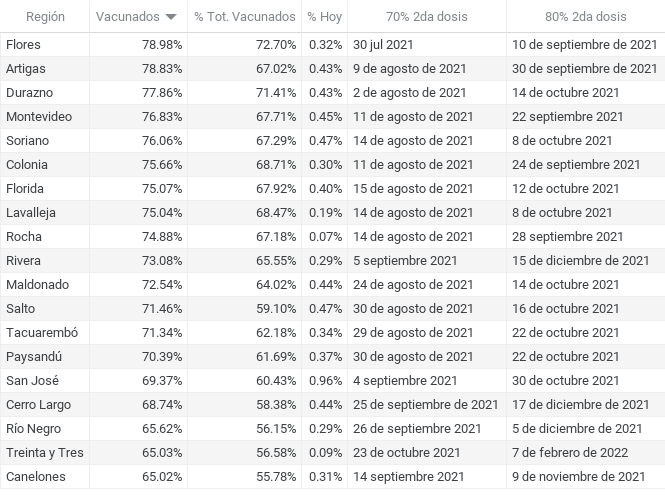 Región Vacunados % Tot. Vacunados % Hoy 70% 2da dosis 80% 2da dosis
Flores 78.98% 72.70% 0.32% 30 jul 2021 10 de septiembre de 2021
Artigas 78.83% 67.02% 0.43% 9 de agosto de 2021 30 de septiembre de 2021
Durazno 77.86% 71.41% 0.43% 2 de agosto de 2021 14 de octubre 2021
Montevideo 76.83% 67.71% 0.45% 11 de agosto de 2021 22 septiembre 2021
Soriano 76.06% 67.29% 0.47% 14 de agosto de 2021 8 de octubre 2021
Colonia 75.66% 68.71% 0.30% 11 de agosto de 2021 24 de septiembre 2021
Florida 75.07% 67.92% 0.40% 15 de agosto de 2021 12 de octubre 2021
Lavalleja 75.04% 68.47% 0.19% 14 de agosto de 2021 8 de octubre 2021
Rocha 74.88% 67.18% 0.07% 14 de agosto de 2021 28 septiembre 2021
Rivera 73.08% 65.55% 0.29% 5 septiembre 2021 15 de diciembre de 2021
Maldonado 72.54% 64.02% 0.44% 24 de agosto de 2021 14 de octubre 2021
Salto 71.46% 59.10% 0.47% 30 de agosto de 2021 16 de octubre 2021
Tacuarembó 71.34% 62.18% 0.34% 29 de agosto de 2021 22 de octubre 2021
Paysandú 70.39% 61.69% 0.37% 30 de agosto de 2021 22 de octubre 2021
San José 69.37% 60.43% 0.96% 4 septiembre 2021 30 de octubre 2021
Cerro Largo 68.74% 58.38% 0.44% 25 de septiembre de 2021 17 de diciembre de 2021
Río Negro 65.62% 56.15% 0.29% 26 de septiembre 2021 5 de diciembre de 2021
Treinta y Tres 65.03% 56.58% 0.09% 23 de octubre 2021 7 de febrero de 2022
Canelones 65.02% 55.78% 0.31% 14 septiembre 2021 9 de noviembre de 2021